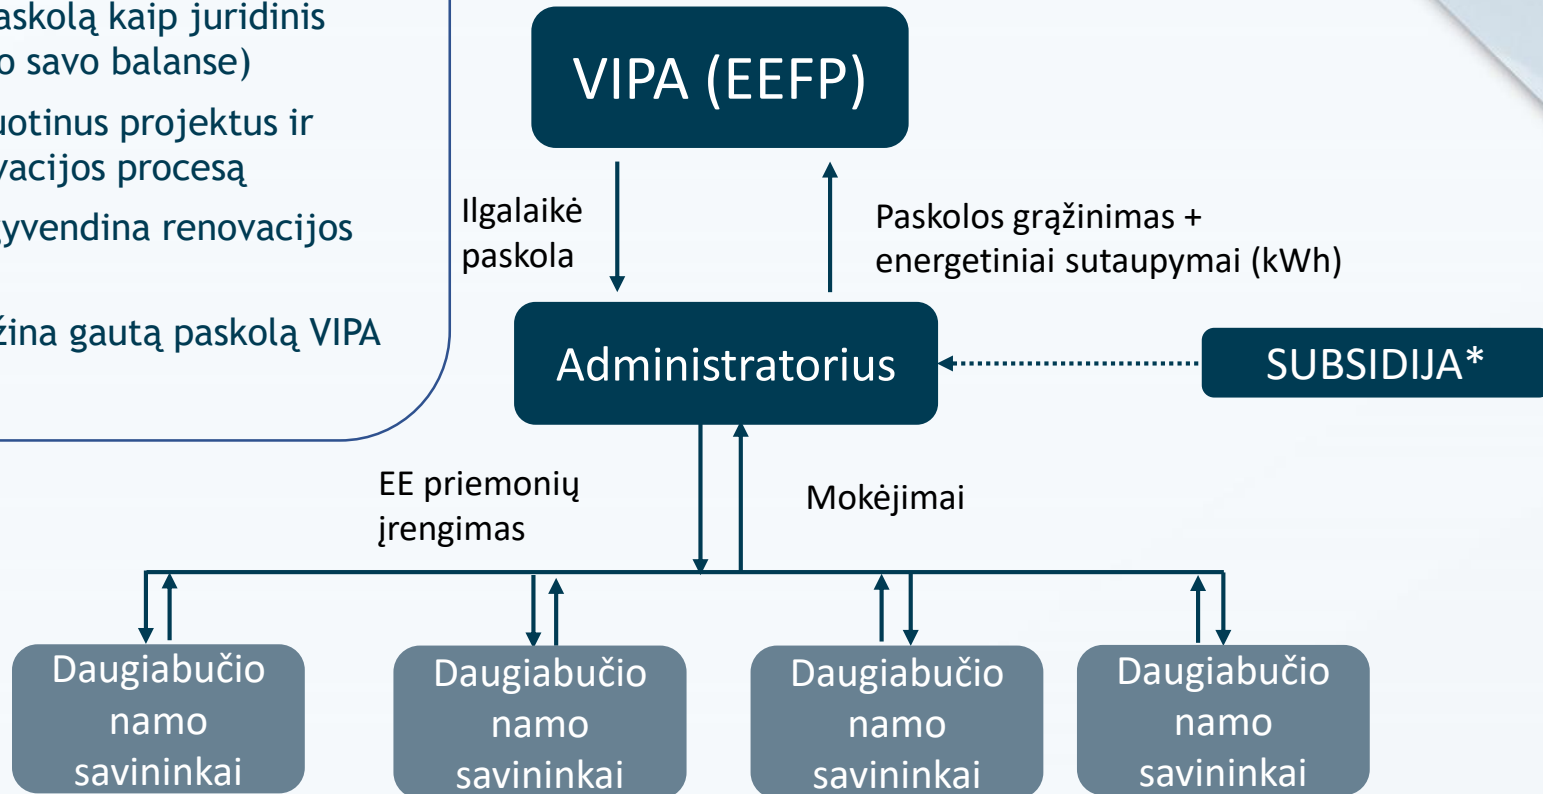 paskolą kaip juridinis
o savo balanse)
uotinus projektus ir
vacijos procesą
gyvendina renovacijos
žina gautą paskolą VIPA
VIPA (EEFP)
Ilgalaikė
paskola
Paskolos grąžinimas +
energetiniai sutaupymai (kWh)
Administratorius
SUBSIDIJA*
EE priemonių
įrengimas
Mokėjimai
Daugiabučio
namo
savininkai
Daugiabučio
namo
savininkai
Daugiabučio
namo
savininkai
Daugiabučio
namo
savininkai